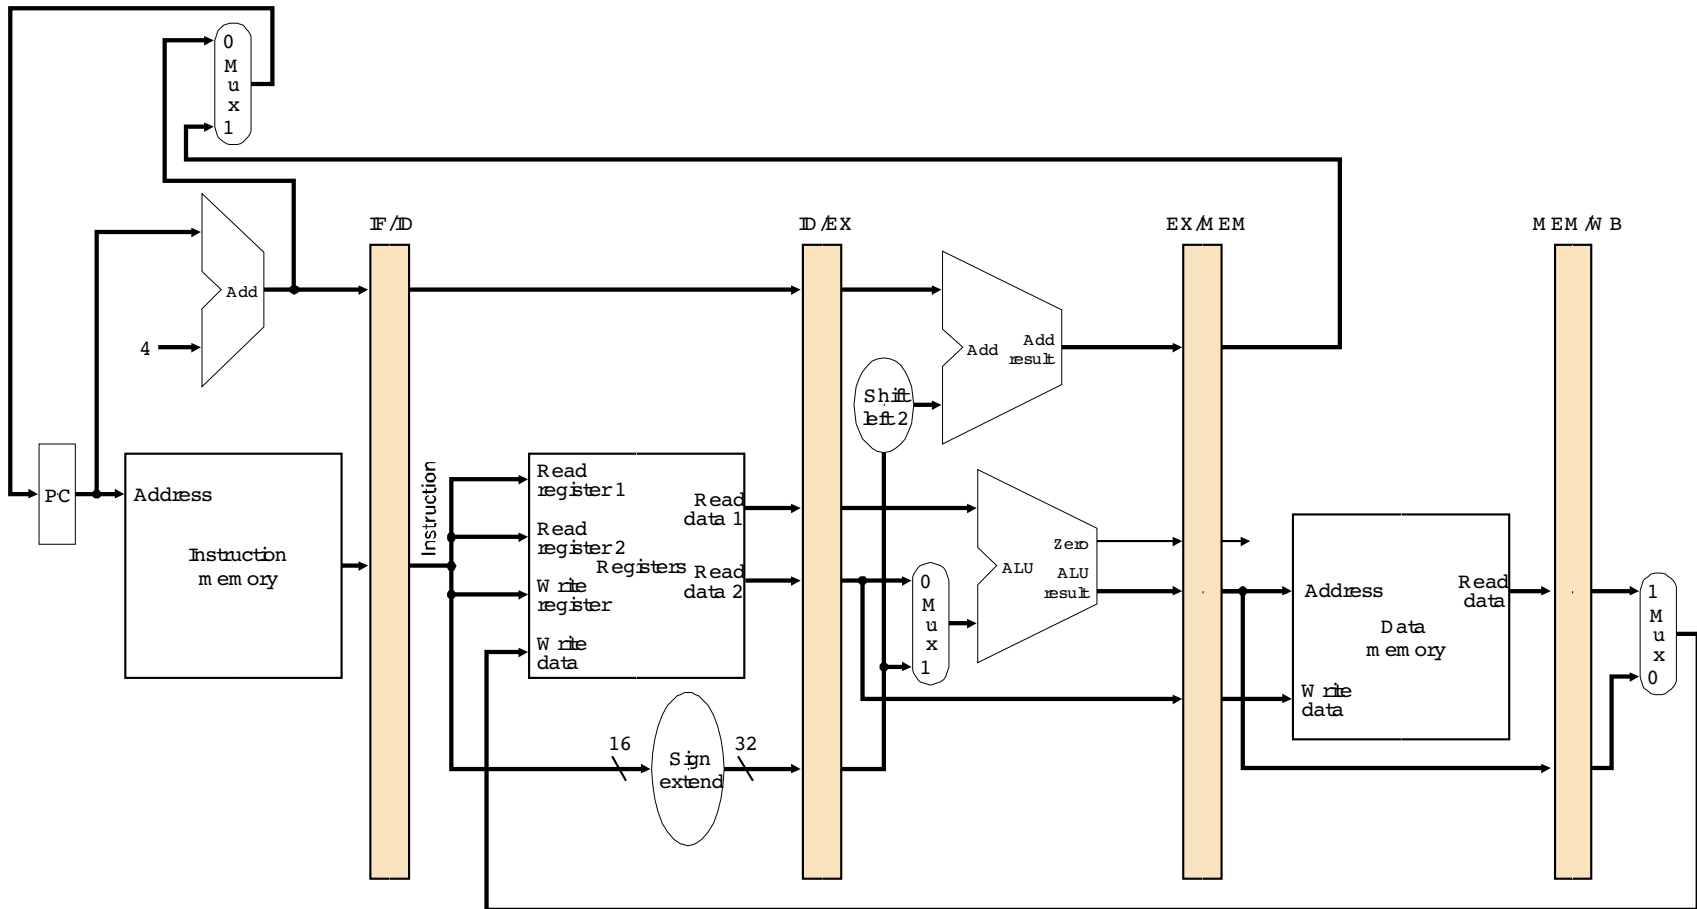 0
M
u
x
1
IF/ID
ID/EX
EX/MEM
MEM/WB
Add
4
Add
Add
result
Shift
left 2
PC
Address
Instruction
memory
Instruction
Read
register 1
Read
register 2
Write
register
Write
data
Registers
Read
data 1
Read
data 2
0
M
u
x
1
Zero
ALU
ALU
result
Address
Read
data
Data
memory
Write
data
1
M
u
x
0
16
Sign
extend
32